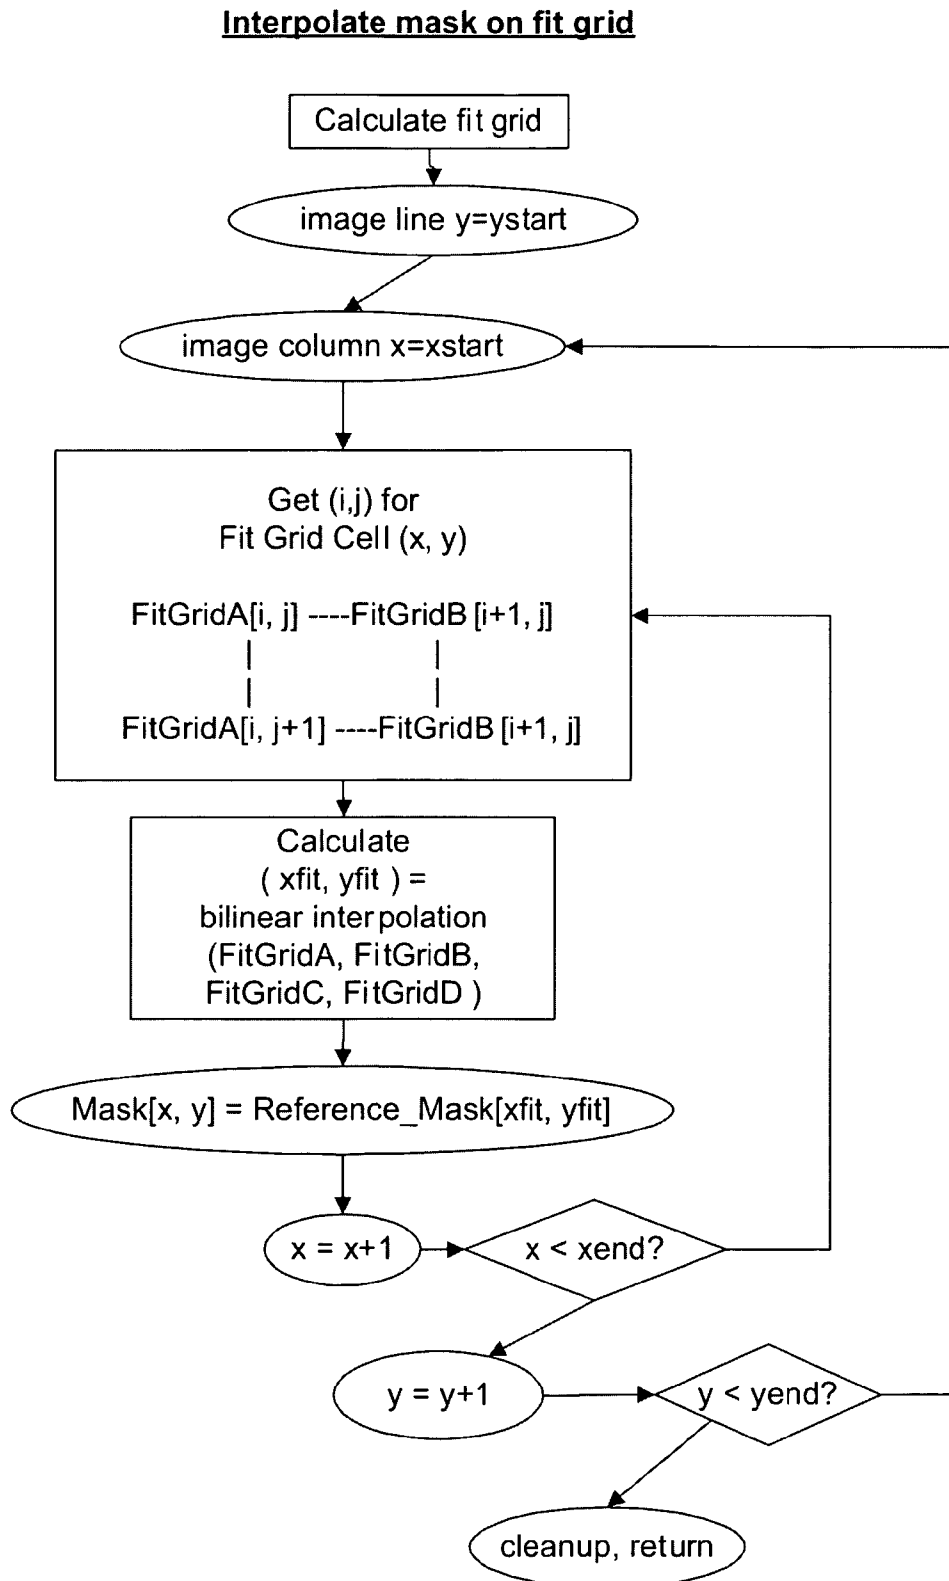 Interpolate mask on fit grid
Calculate fit grid
image line y=ystart
image column x=xstart
Get (i,j) for
Fit Grid Cell (x, y)
FitGridA[i, j] ----FitGridB [i+1, j]
| |
| |
FitGridA[i, j+1] ----FitGridB [i+1, j]
Calculate
( xfit, yfit ) =
bilinear interpolation
(FitGridA, FitGridB,
FitGridC, FitGridD )
Mask[x, y] = Reference_Mask[xfit, yfit]
x = x+1
x < xend?
y = y+1
y < yend?
cleanup, return